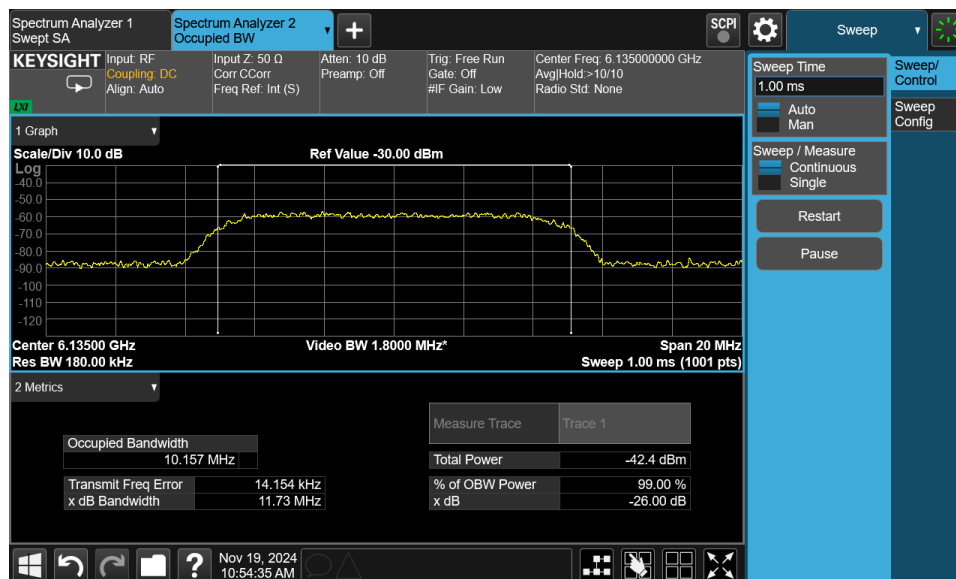 Spectrum Analyzer 1
Swept SA
Spectrum Analyzer 2
Occupied BW
SCPI
Sweep
KEYSIGHT
LXI
Input: RF
Coupling: DC
Align: Auto
Input Z: 50 Ω
Corr CCorr
Freq Ref: Int (S)
Atten: 10 dB
Preamp: Off
Trig: Free Run
Gate: Off
#IF Gain: Low
Center Freq: 6.135000000 GHz
Avg|Hold:>10/10
Radio Std: None
1 Graph
Scale/Div 10.0 dB
Ref Value -30.00 dBm
Log
-40.0
-50.0
-60.0
-70.0
-80.0
-90.0
-100
-110
-120
Center 6.13500 GHz
Video BW 1.8000 MHz*
Span 20 MHz
Res BW 180.00 kHz
Sweep 1.00 ms (1001 pts)
2 Metrics
Measure Trace
Trace 1
Occupied Bandwidth
10.157 MHz
Total Power
-42.4 dBm
Transmit Freq Error
14.154 kHz
% of OBW Power
99.00 %
x dB Bandwidth
11.73 MHz
x dB
-26.00 dB
Sweep Time
1.00 ms
Auto
Man
Sweep / Measure
Continuous
Single
Restart
Pause
Sweep/
Control
Sweep
Config
?
Nov 19, 2024
10:54:35 AM